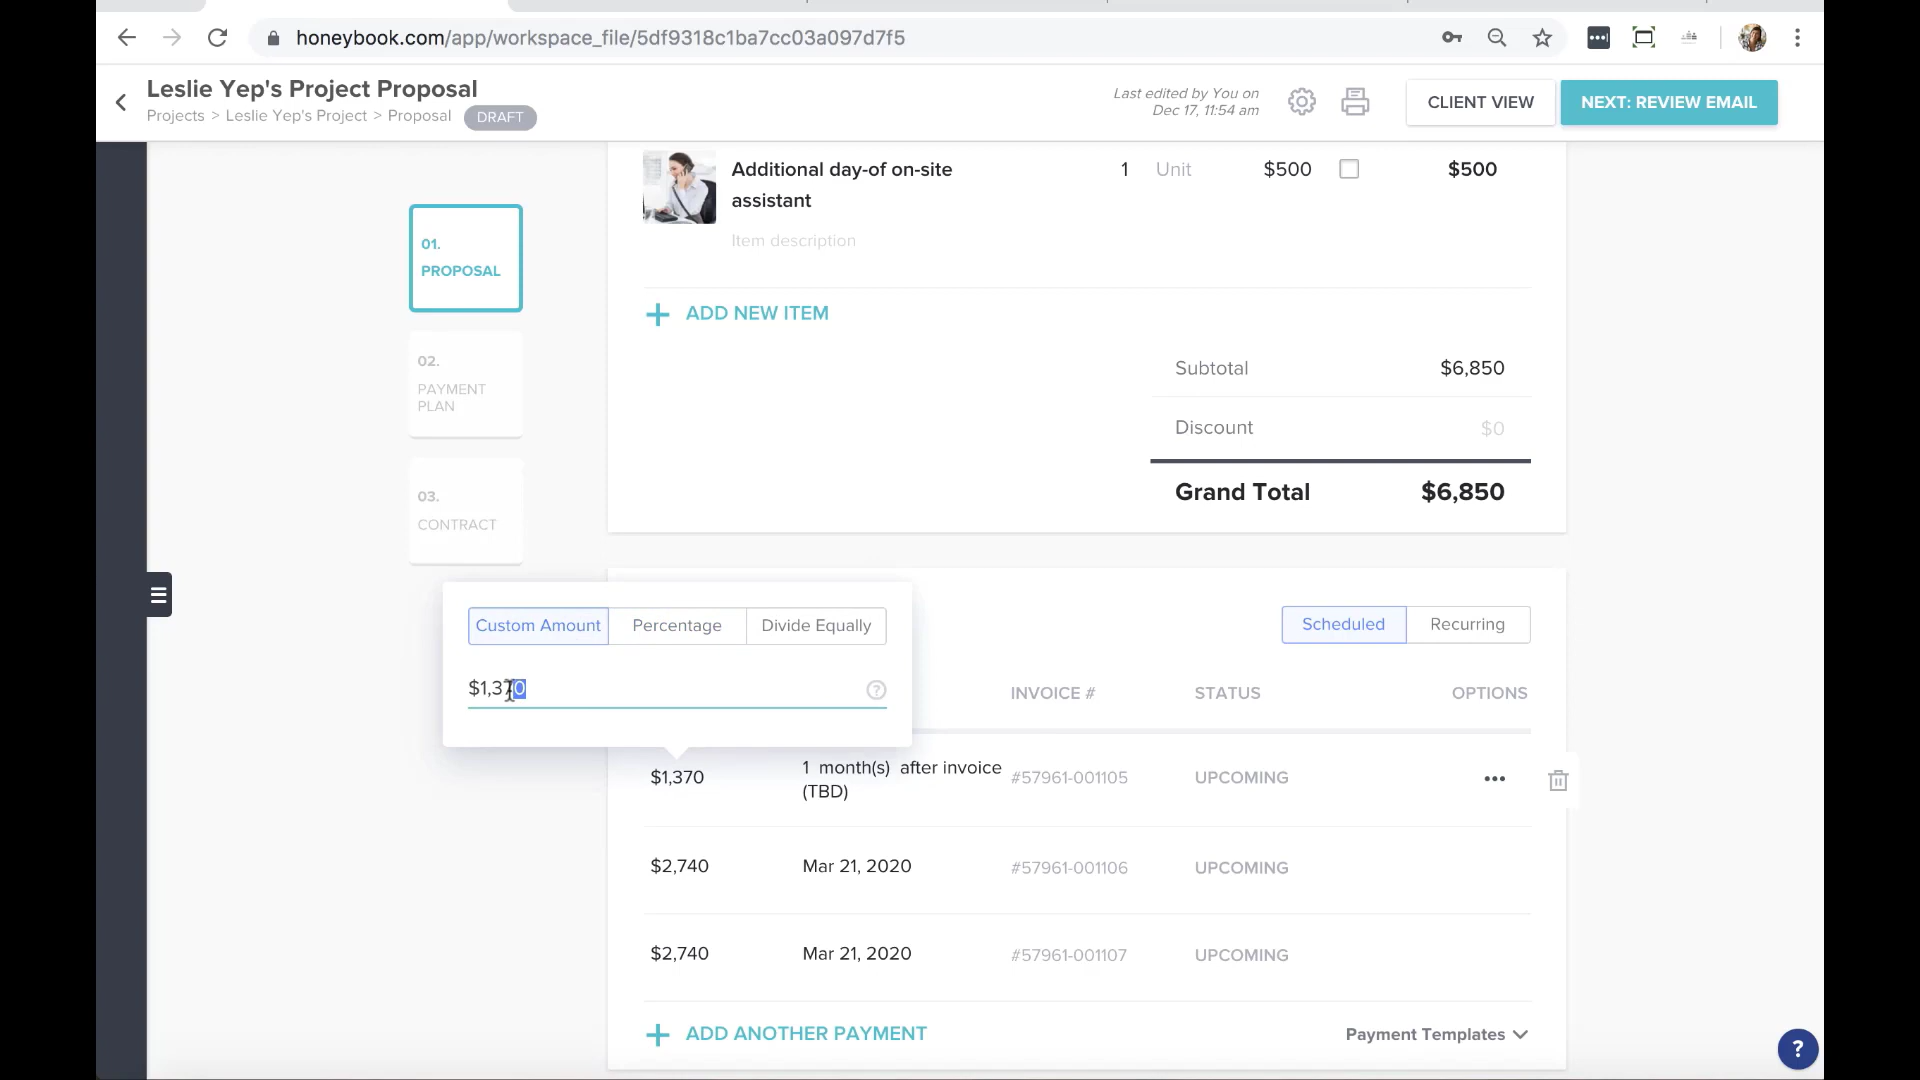 honeybook.com/app/workspace_file/5df9318c1ba7cc03a097d7f5
Leslie Yep's Project Proposal
Projects > Leslie Yep's Project > Proposal
DRAFT
Last edited by You on
Dec 17, 11:54 am
CLIENT VIEW
NEXT: REVIEW EMAIL
01.
PROPOSAL
02.
PAYMENT
PLAN
03.
CONTRACT
Additional day-of on-site
assistant
1 Unit $500 $500
Item description
+ ADD NEW ITEM
Subtotal $6,850
Discount $0
Grand Total $6,850
Custom Amount Percentage Divide Equally
$1,370 ?
Scheduled Recurring
INVOICE # STATUS OPTIONS
$1,370 1 month(s) after invoice #57961-001105 UPCOMING •••
(TBD)
$2,740 Mar 21, 2020 #57961-001106 UPCOMING
$2,740 Mar 21, 2020 #57961-001107 UPCOMING
+ ADD ANOTHER PAYMENT
Payment Templates
?